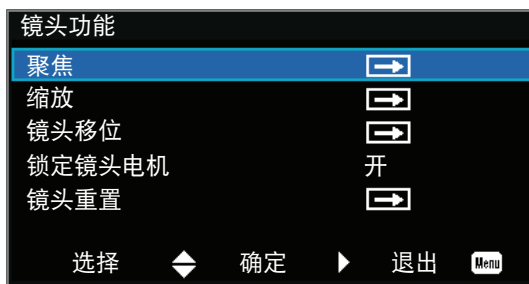 镜头功能
聚焦
缩放
镜头移位
锁定镜头电机 开
镜头重置
选择 确定 退出 Menu